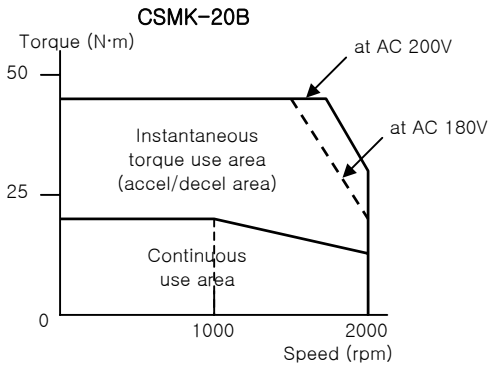 CSMK-20B
Torque (N·m)
at AC 200V
50
at AC 180V
Instantaneous
torque use area
(accel/decel area)
25
Continuous
use area
0
1000
2000
Speed (rpm)